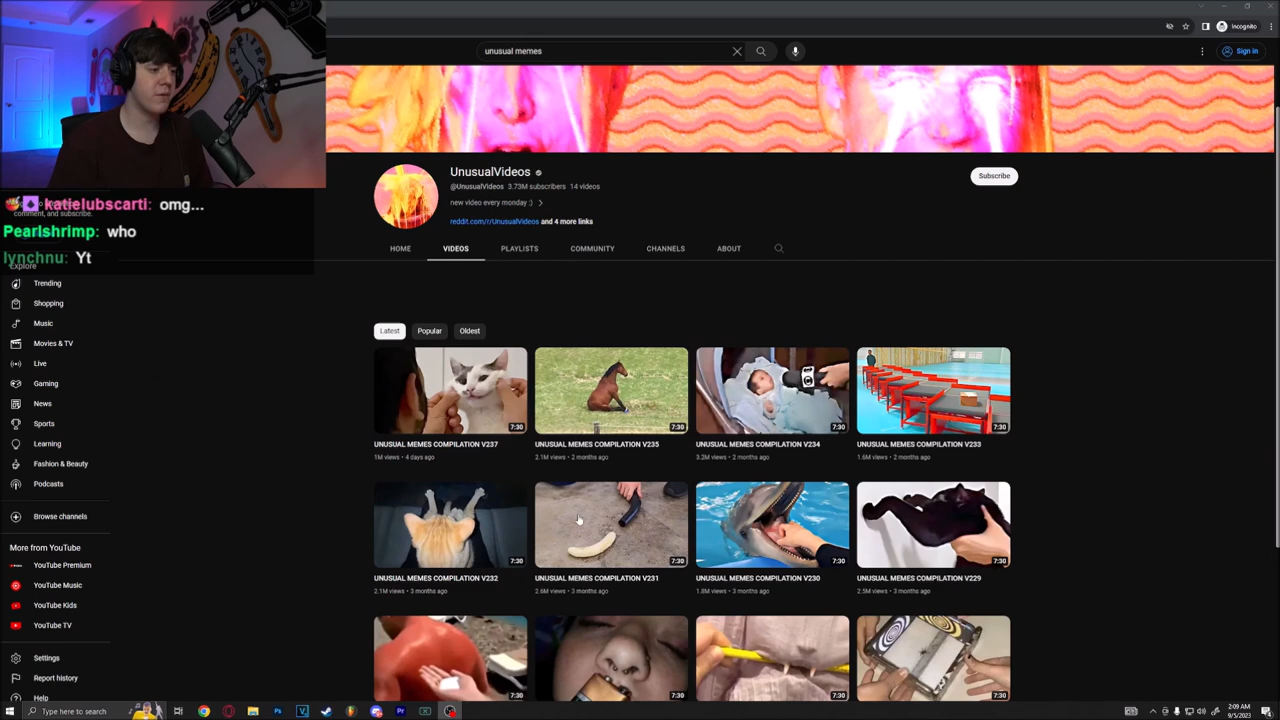 Incognito
unusual memes
Sign in
UnusualVideos
@UnusualVideos 3.73M subscribers 14 videos
new video every monday :)
reddit.com/r/UnusualVideos and 4 more links
Subscribe
HOME VIDEOS PLAYLISTS COMMUNITY CHANNELS ABOUT
katielubscarti: omg...
comment, and subscribe.
Pearlshrimp: who
lynchnu: Yt
Explore
Trending
Shopping
Music
Movies & TV
Live
Gaming
News
Sports
Learning
Fashion & Beauty
Podcasts
Browse channels
More from YouTube
YouTube Premium
YouTube Music
YouTube Kids
YouTube TV
Settings
Report history
Help
Latest Popular Oldest
7:30 7:30 7:30 7:30
UNUSUAL MEMES COMPILATION V237 UNUSUAL MEMES COMPILATION V235 UNUSUAL MEMES COMPILATION V234 UNUSUAL MEMES COMPILATION V233
1M views • 4 days ago 2.1M views • 2 months ago 3.2M views • 2 months ago 1.6M views • 2 months ago
7:30 7:30 7:30 7:30
UNUSUAL MEMES COMPILATION V232 UNUSUAL MEMES COMPILATION V231 UNUSUAL MEMES COMPILATION V230 UNUSUAL MEMES COMPILATION V229
2.1M views • 3 months ago 2.6M views • 3 months ago 1.8M views • 3 months ago 2.5M views • 3 months ago
7:30 7:30 7:30 7:30
Type here to search
2:09 AM
9/5/2023